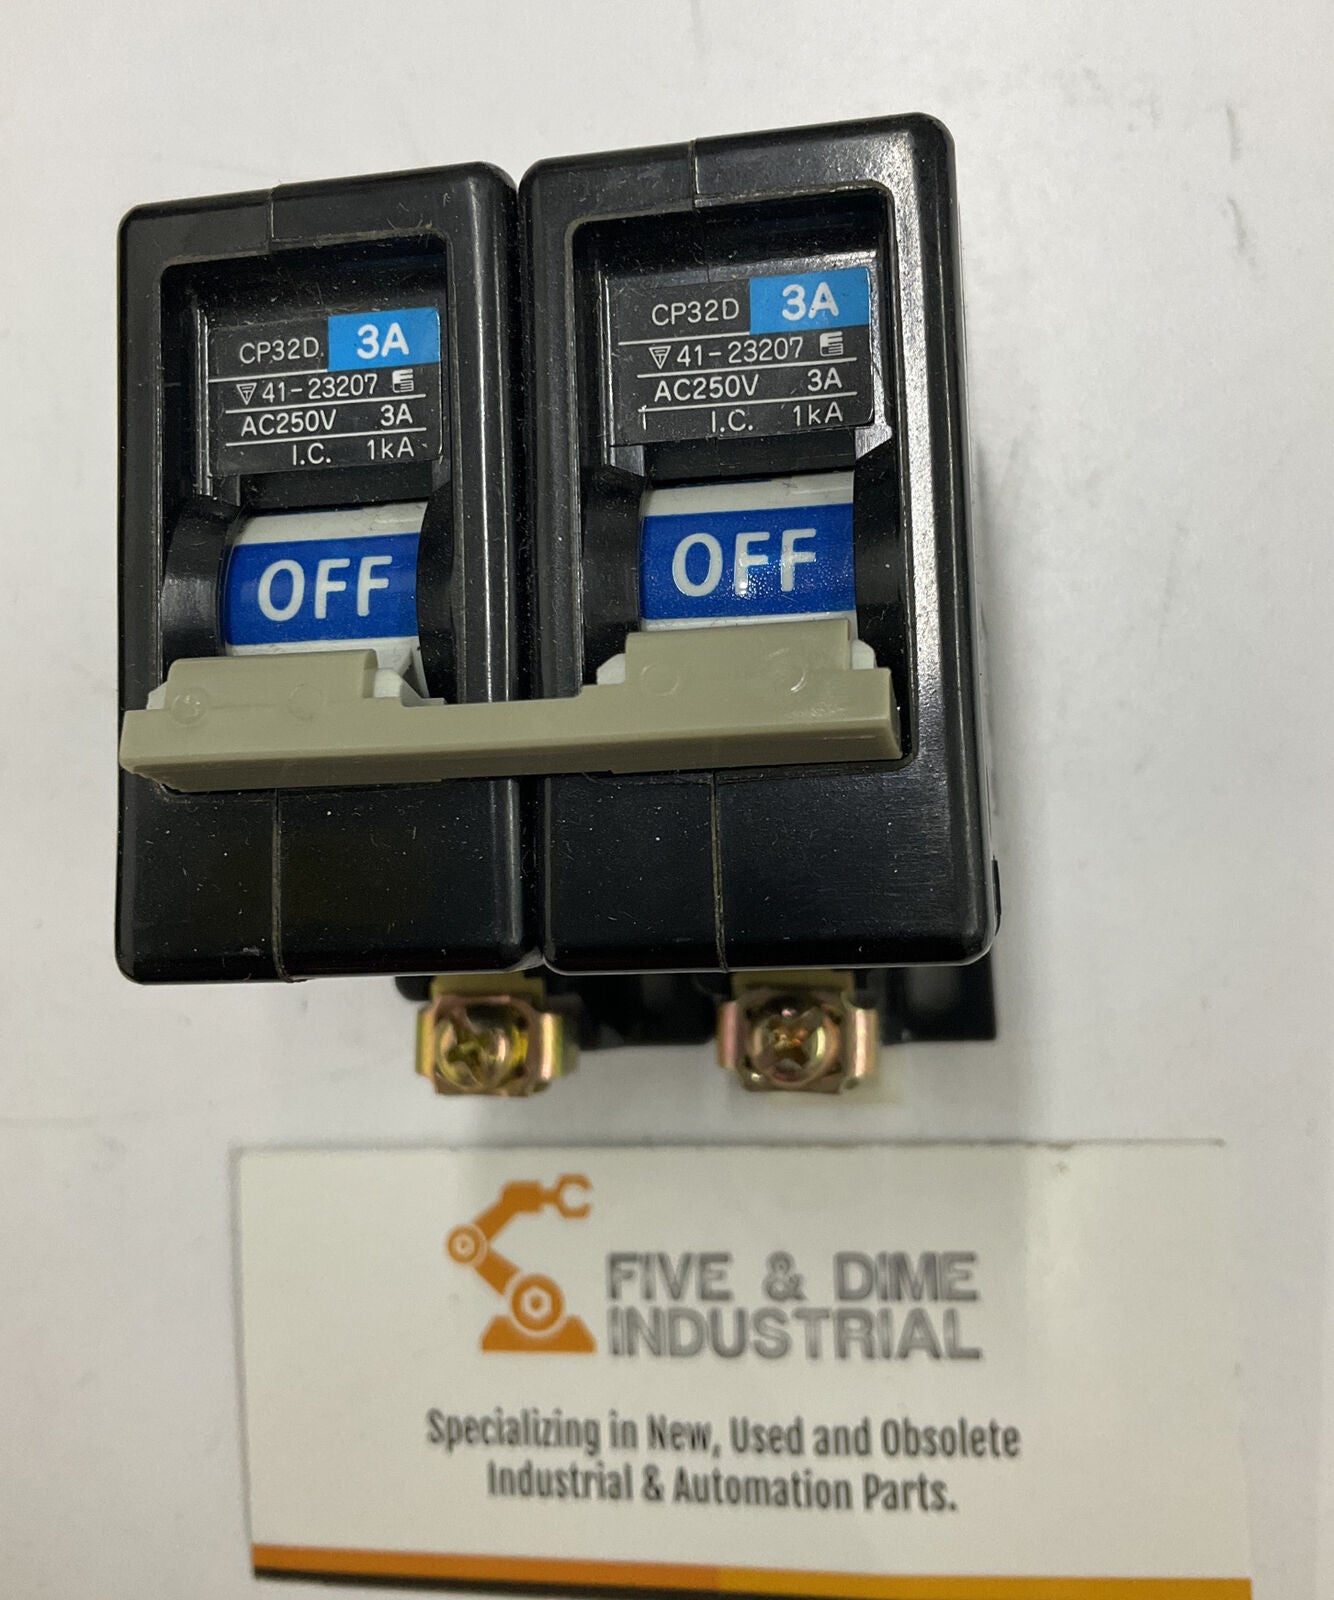 CP32D 3A
41-23207
AC250V 3A
I.C. 1kA
OFF
CP32D 3A
41-23207
AC250V 3A
I.C. 1kA
OFF
FIVE & DIME
INDUSTRIAL
Specializing in New, Used and Obsolete
Industrial & Automation Parts.